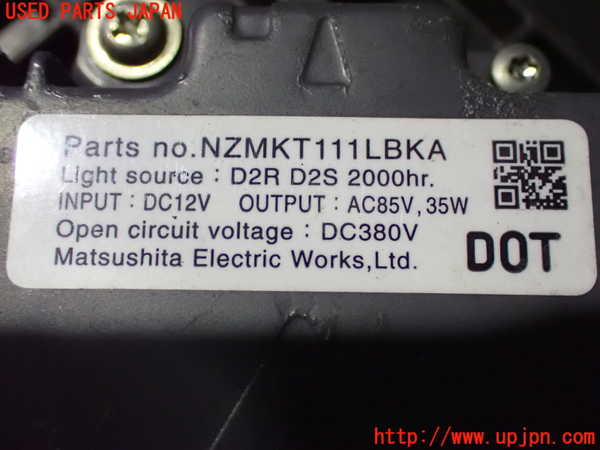 USED PARTS JAPAN
Parts no.NZMKT111LBKA
Light source : D2R D2S 2000hr.
INPUT : DC12V OUTPUT : AC85V, 35W
Open circuit voltage : DC380V
Matsushita Electric Works,Ltd.
DOT
UPJ
http://www.upjpn.com/